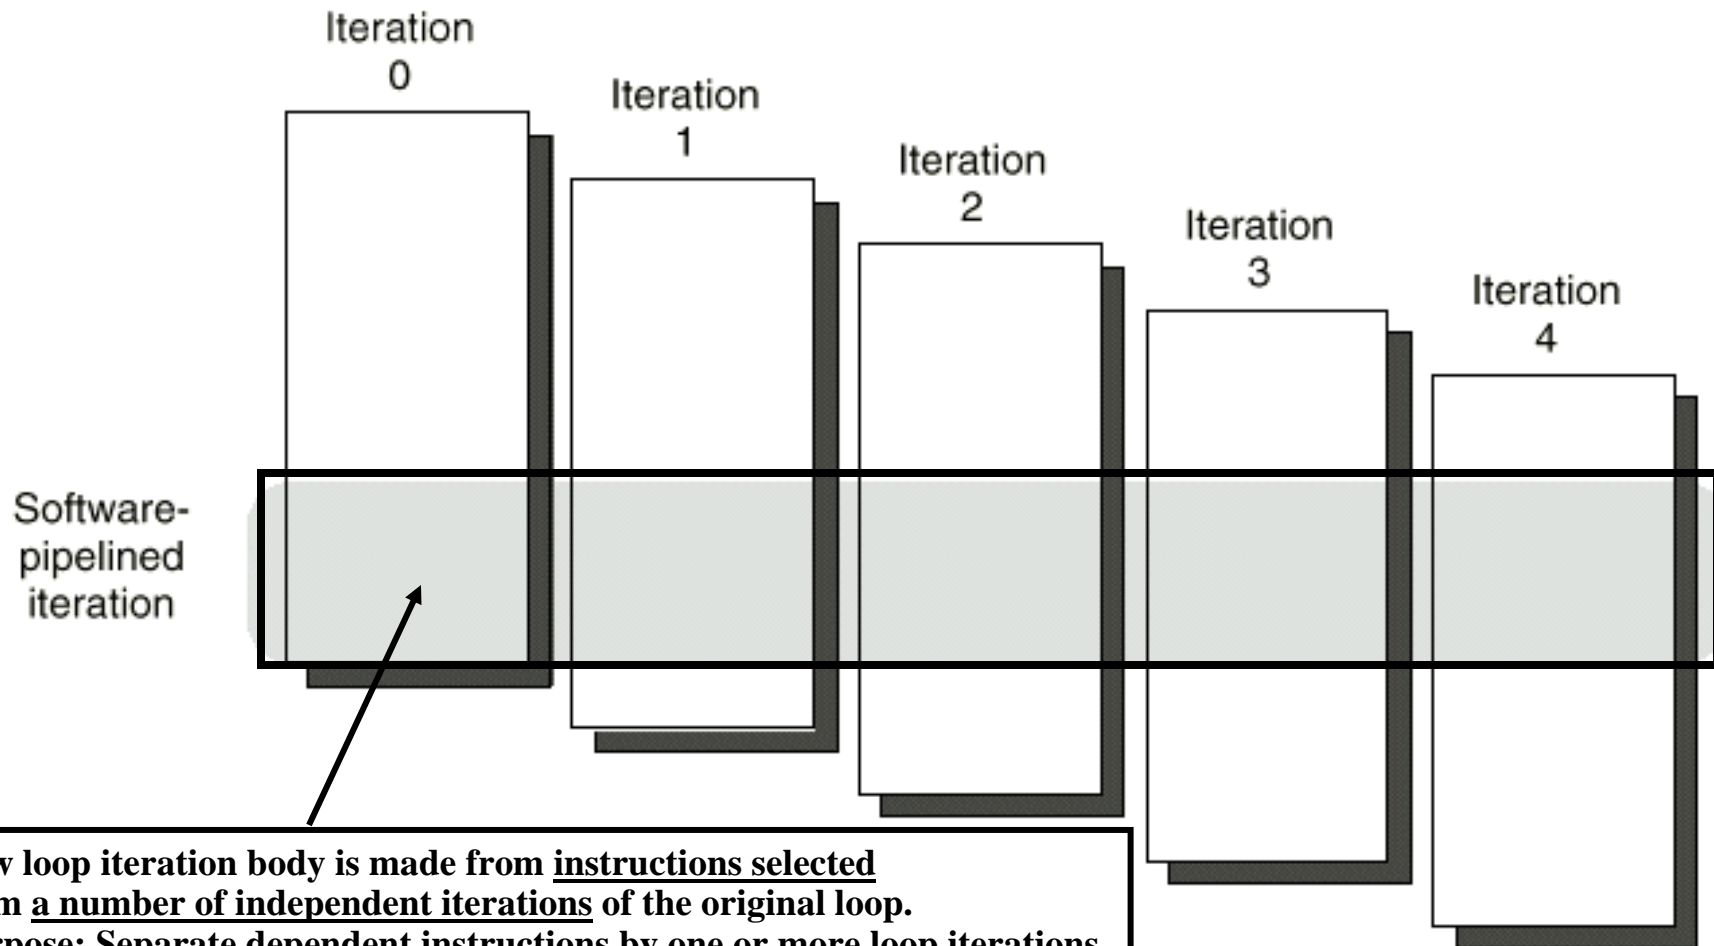 Iteration
0
Iteration
1
Iteration
2
Iteration
3
Iteration
4
Software-
pipelined
iteration
loop iteration body is made from instructions selected
a number of independent iterations of the original loop.
Separate dependent instructions by one or more loop iterations